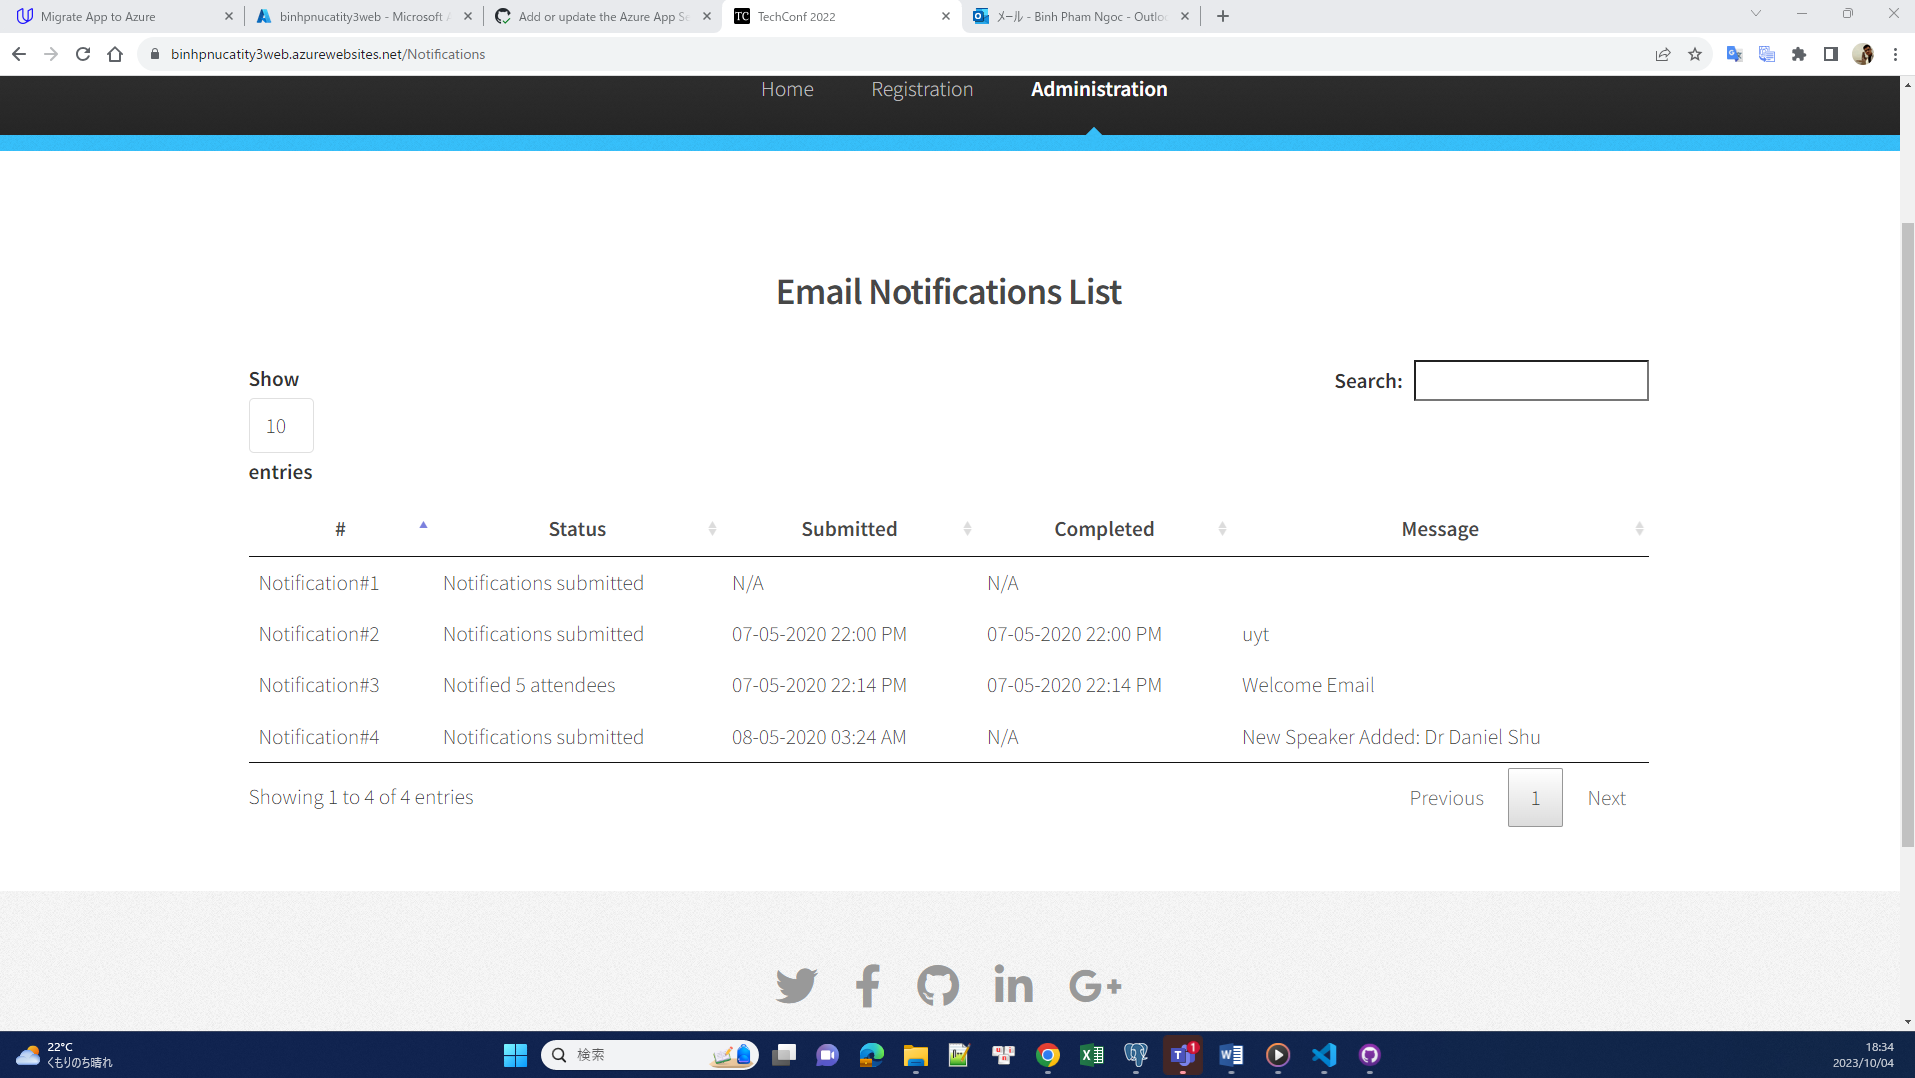 Migrate App to Azure
binhpnucatity3web - Microsoft A
Add or update the Azure App Se
TechConf 2022
メール - Binh Pham Ngoc - Outlo
binhpnucatity3web.azurewebsites.net/Notifications
Home Registration Administration
Email Notifications List
Show
10
entries
Search:
# Status Submitted Completed Message
Notification#1 Notifications submitted N/A N/A
Notification#2 Notifications submitted 07-05-2020 22:00 PM 07-05-2020 22:00 PM uyt
Notification#3 Notified 5 attendees 07-05-2020 22:14 PM 07-05-2020 22:14 PM Welcome Email
Notification#4 Notifications submitted 08-05-2020 03:24 AM N/A New Speaker Added: Dr Daniel Shu
Showing 1 to 4 of 4 entries
Previous 1 Next
22°C
くもりのち晴れ
検索
18:34
2023/10/04